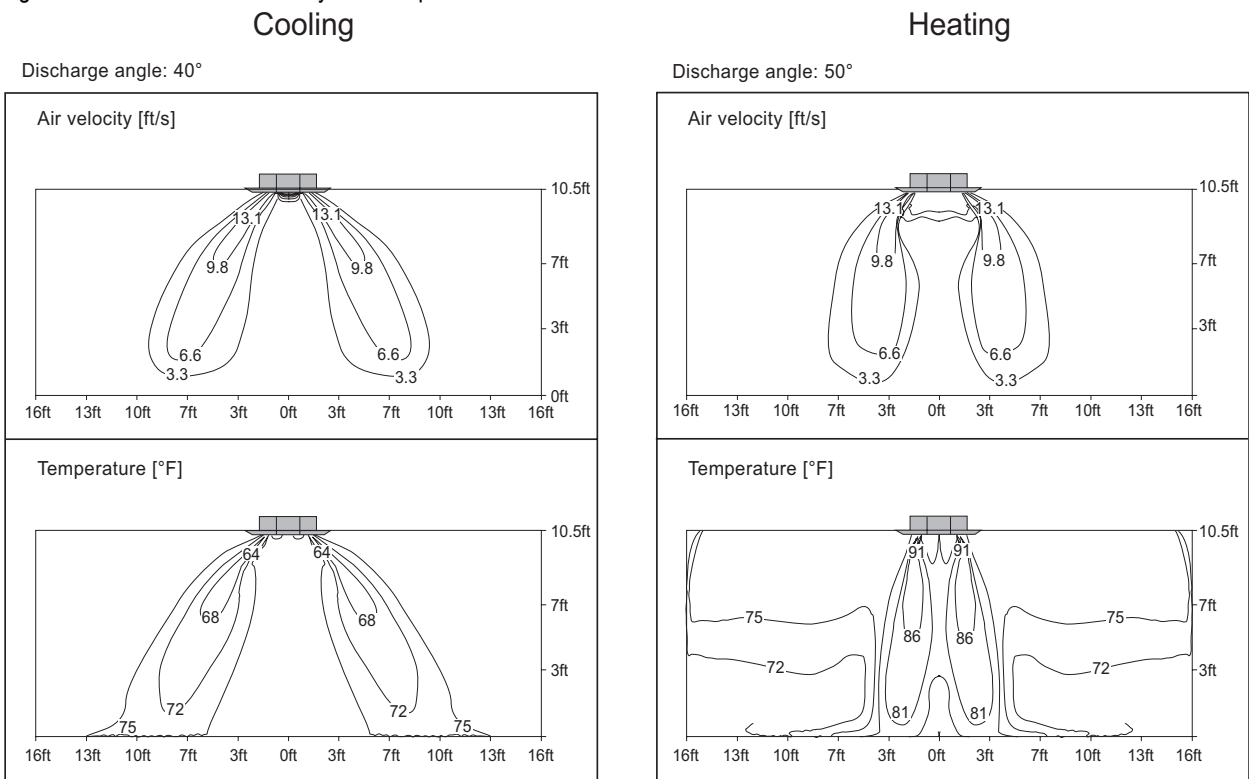 Cooling
Heating
Discharge angle: 40°
Discharge angle: 50°
Air velocity [ft/s]
13.1 13.1
9.8 9.8
6.6 6.6
3.3 3.3
10.5ft
7ft
3ft
0ft
16ft 13ft 10ft 7ft 3ft 0ft 3ft 7ft 10ft 13ft 16ft
Air velocity [ft/s]
13.1 13.1
9.8 9.8
6.6 6.6
3.3 3.3
10.5ft
7ft
3ft
16ft 13ft 10ft 7ft 3ft 0ft 3ft 7ft 10ft 13ft 16ft
Temperature [°F]
64 64
68 68
72 72
75 75
10.5ft
7ft
3ft
16ft 13ft 10ft 7ft 3ft 0ft 3ft 7ft 10ft 13ft 16ft
Temperature [°F]
91 91
75 75
86 86
72 72
81 81
10.5ft
7ft
3ft
16ft 13ft 10ft 7ft 3ft 0ft 3ft 7ft 10ft 13ft 16ft